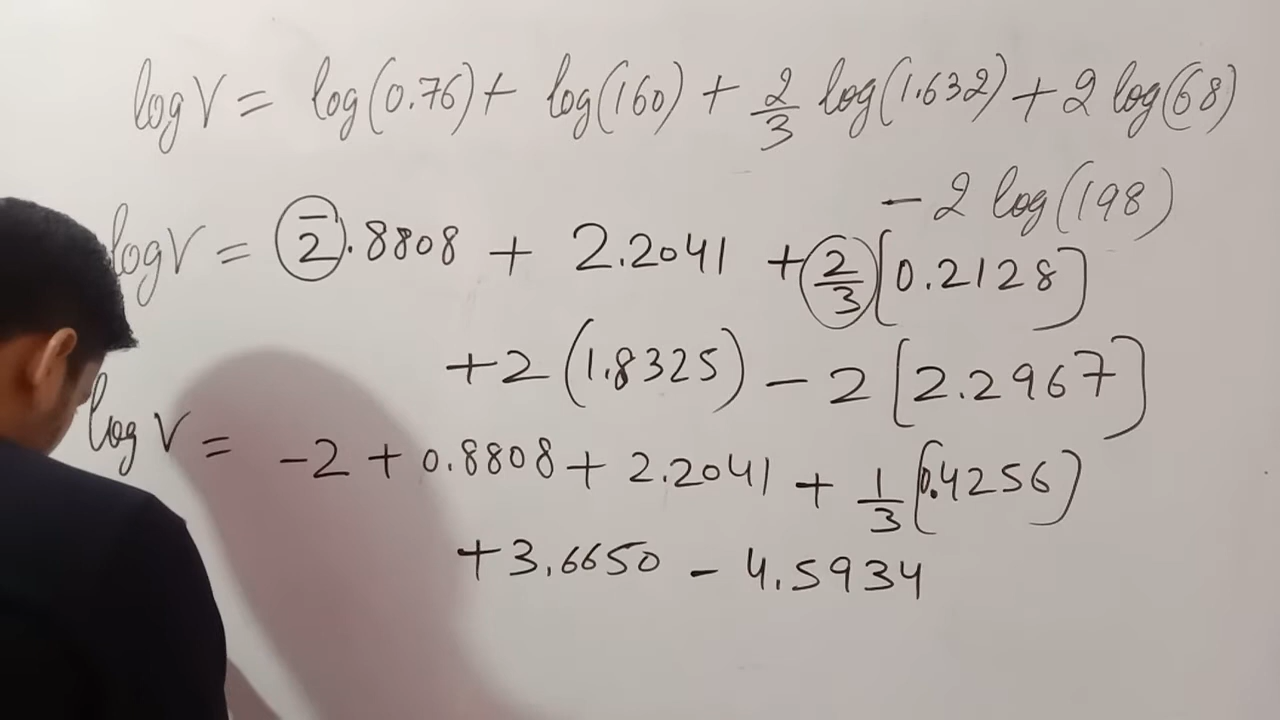 log V = log(0.76) + log(160) + 2/3 log(1.632) + 2 log(68)
- 2 log(198)
log V = 2̅.8808 + 2.2041 + 2/3 [0.2128]
+ 2 (1.8325) - 2 [2.2967]
log V = -2 + 0.8808 + 2.2041 + 1/3 [0.4256]
+ 3.6650 - 4.5934